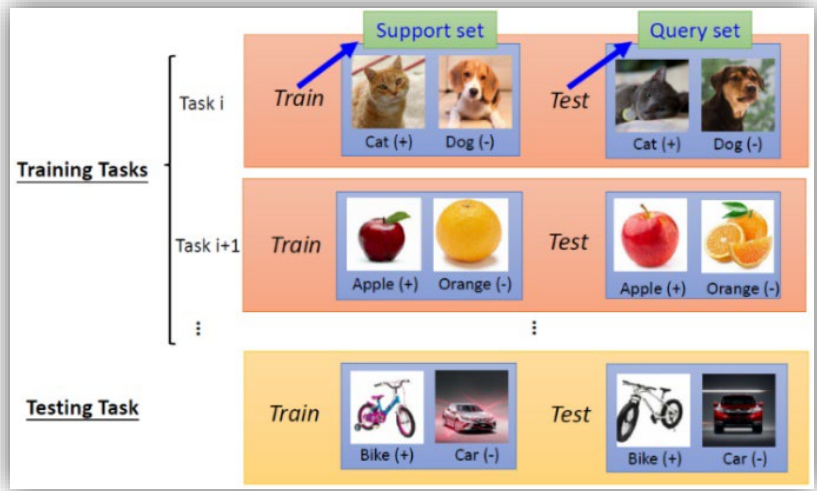 Support set
Query set
Task i
Train
Cat (+) Dog (-)
Test
Cat (+) Dog (-)
Training Tasks
Task i+1
Train
Apple (+) Orange (-)
Test
Apple (+) Orange (-)
Testing Task
Train
Bike (+) Car (-)
Test
Bike (+) Car (-)